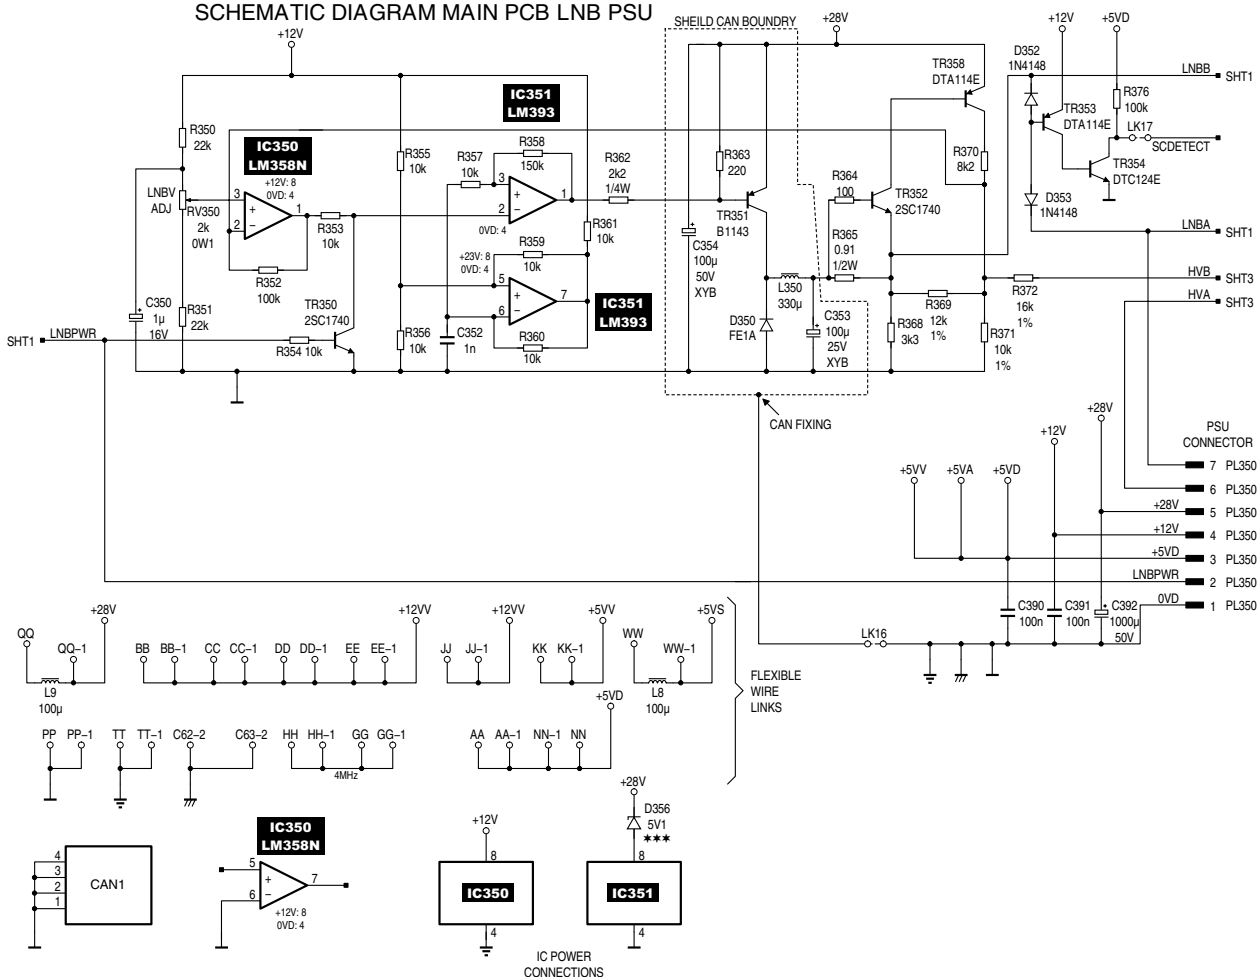 SCHEMATIC DIAGRAM MAIN PCB LNB PSU
SHEILD CAN BOUNDRY
+12V
+28V
+12V
+5VD
D352
1N4148
LNBB
SHT1
TR358
DTA114E
R376
100k
TR353
DTA114E
LK17
SCDETECT
TR354
DTC124E
IC351
LM393
R350
22k
IC350
LM358N
+12V: 8
0VD: 4
R355
10k
R357
10k
R358
150k
R362
2k2
1/4W
R363
220
R364
100
R370
8k2
LNBV
ADJ
RV350
2k
0W1
3
2
1
R353
10k
3
2
1
0VD: 4
R361
10k
TR351
B1143
TR352
2SC1740
D353
1N4148
R365
0.91
1/2W
LNBA
SHT1
R352
100k
+23V: 8
0VD: 4
R359
10k
C354
100µ
50V
XYB
L350
330µ
HVB
SHT3
R372
16k
1%
HVA
SHT3
C350
1µ
16V
R351
22k
TR350
2SC1740
5
6
7
IC351
LM393
D350
FE1A
C353
100µ
25V
XYB
R369
12k
1%
R368
3k3
R371
10k
1%
SHT1
LNBPWR
R354 10k
R356
10k
C352
1n
R360
10k
CAN FIXING
+28V
+12V
PSU
CONNECTOR
+5VV
+5VA
+5VD
7 PL350
6 PL350
+28V
5 PL350
+12V
4 PL350
+5VD
3 PL350
LNBPWR
2 PL350
0VD
1 PL350
C390
100n
C391
100n
C392
1000µ
50V
LK16
+28V
+12VV
+12VV
+5VV
+5VS
QQ
QQ-1
BB
BB-1
CC
CC-1
DD
DD-1
EE
EE-1
JJ
JJ-1
KK
KK-1
WW
WW-1
L9
100µ
L8
100µ
+5VD
FLEXIBLE
WIRE
LINKS
PP
PP-1
TT
TT-1
C62-2
C63-2
HH
HH-1
GG
GG-1
4MHz
AA
AA-1
NN-1
NN
CAN1
4
3
2
1
IC350
LM358N
5
6
7
+12V: 8
0VD: 4
+12V
8
IC350
4
+28V
D356
5V1
★★★
8
IC351
4
IC POWER
CONNECTIONS